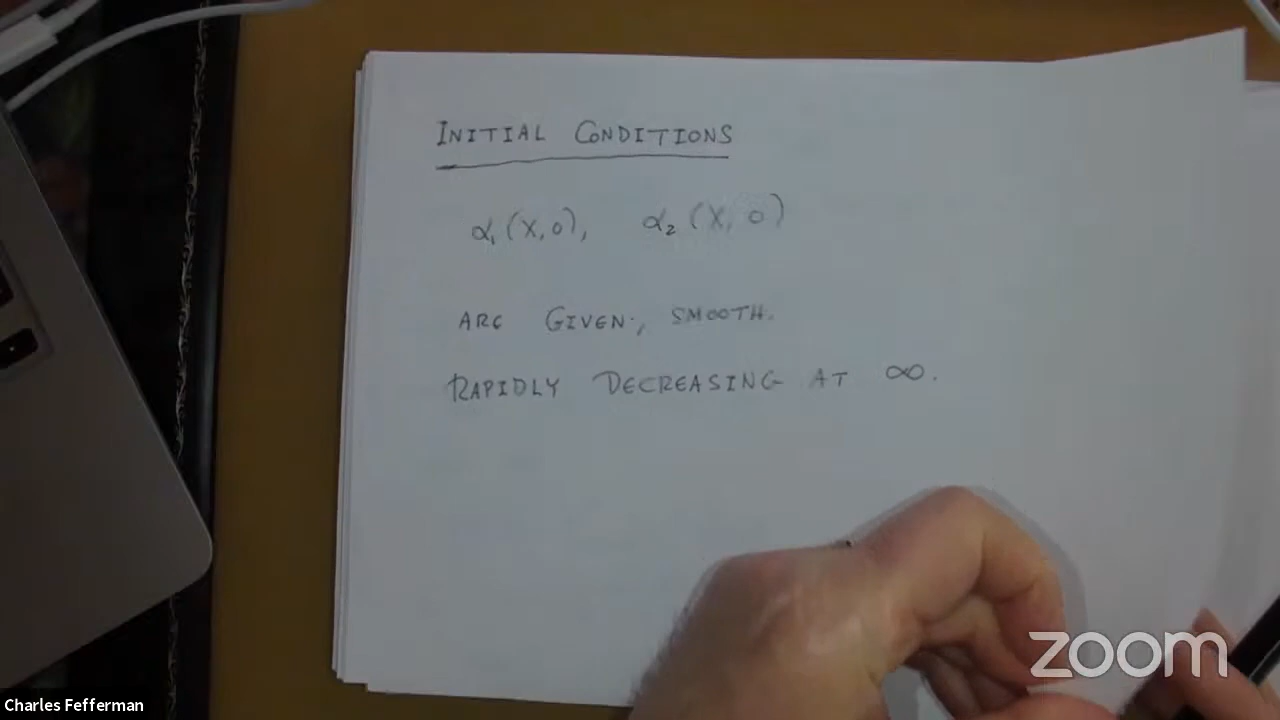 INITIAL CONDITIONS
α₁(X,0), α₂(X,0)
ARE GIVEN, SMOOTH.
RAPIDLY DECREASING AT ∞.
zoom
Charles Fefferman